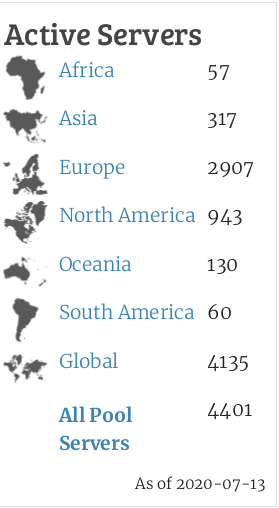 Active Servers
Africa 57
Asia 317
Europe 2907
North America 943
Oceania 130
South America 60
Global 4135
All Pool 4401
Servers
As of 2020-07-13